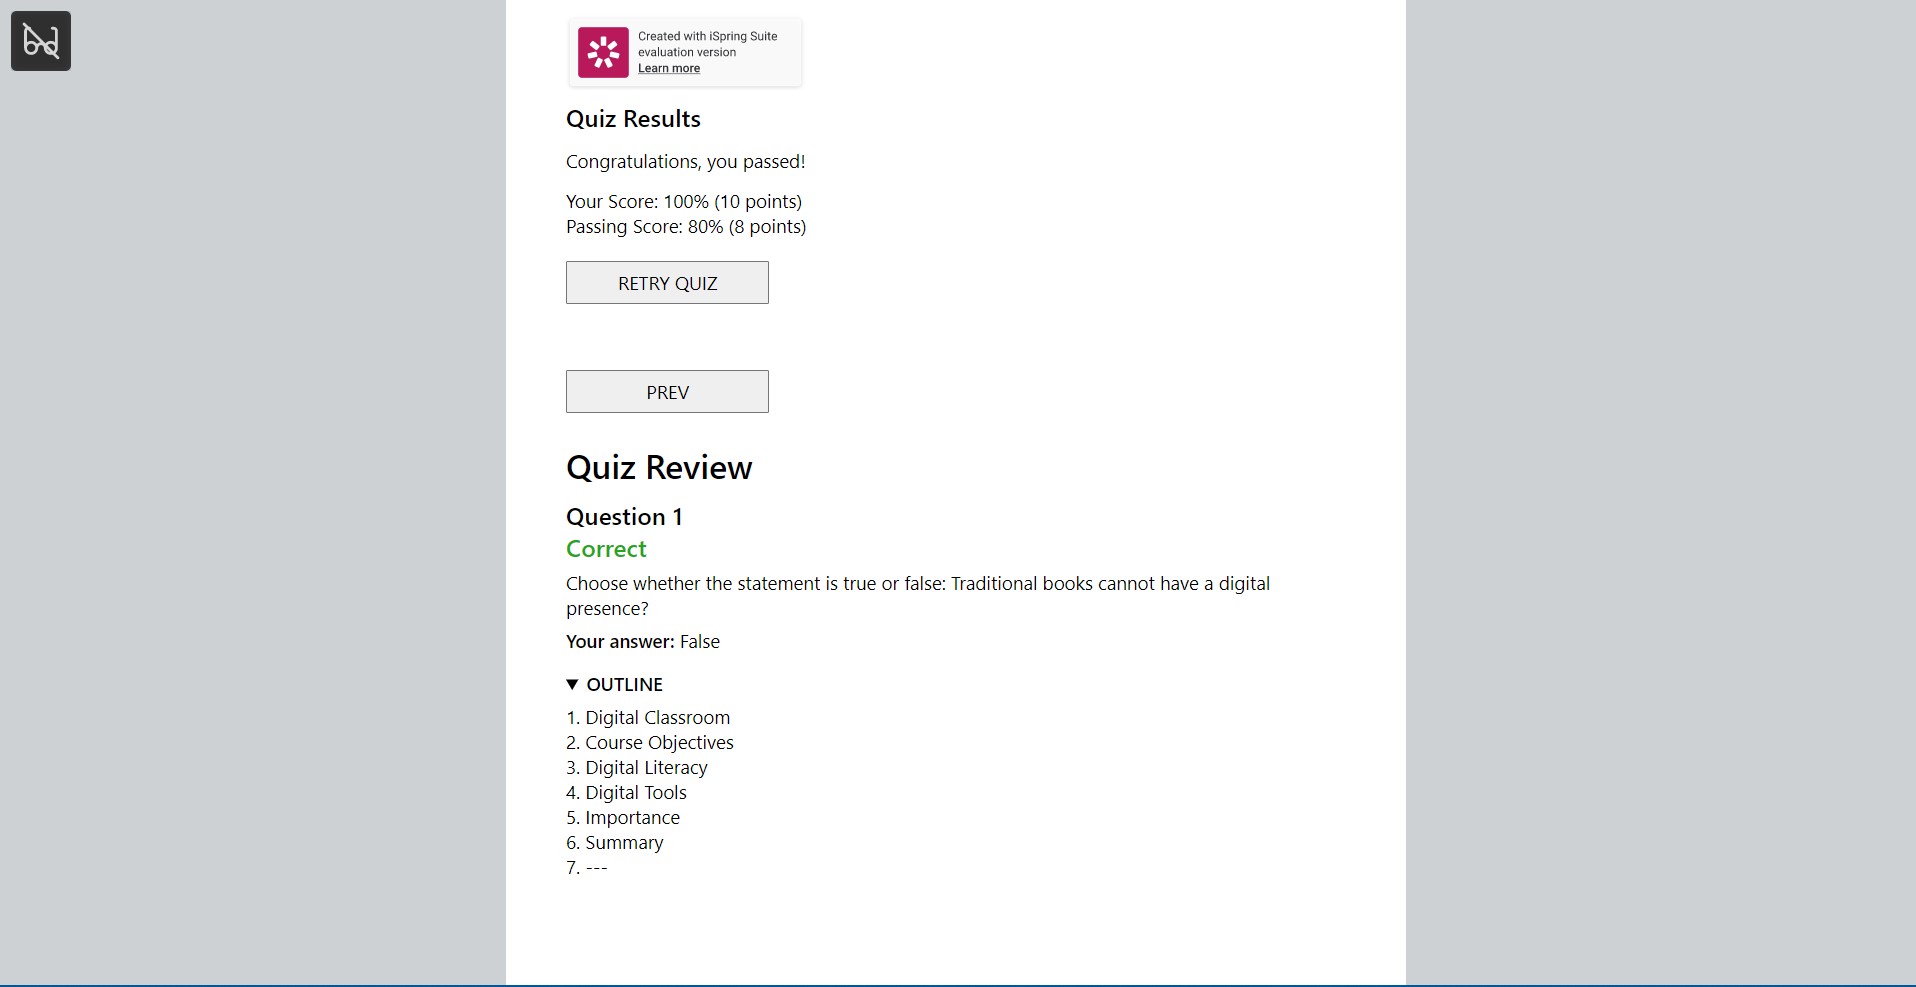 Created with iSpring Suite
evaluation version
Learn more
Quiz Results
Congratulations, you passed!
Your Score: 100% (10 points)
Passing Score: 80% (8 points)
RETRY QUIZ
PREV
Quiz Review
Question 1
Correct
Choose whether the statement is true or false: Traditional books cannot have a digital
presence?
Your answer: False
▼ OUTLINE
1. Digital Classroom
2. Course Objectives
3. Digital Literacy
4. Digital Tools
5. Importance
6. Summary
7. ---